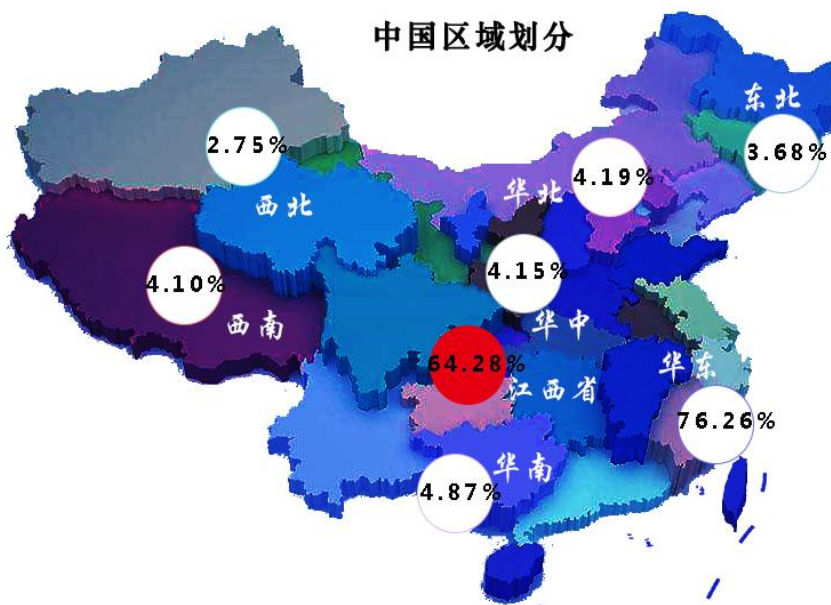 中国区域划分
东北
3.68%
2.75%
4.19%
华北
西北
4.15%
4.10%
西南
华中
64.28%
华东
江西省
76.26%
华南
4.87%